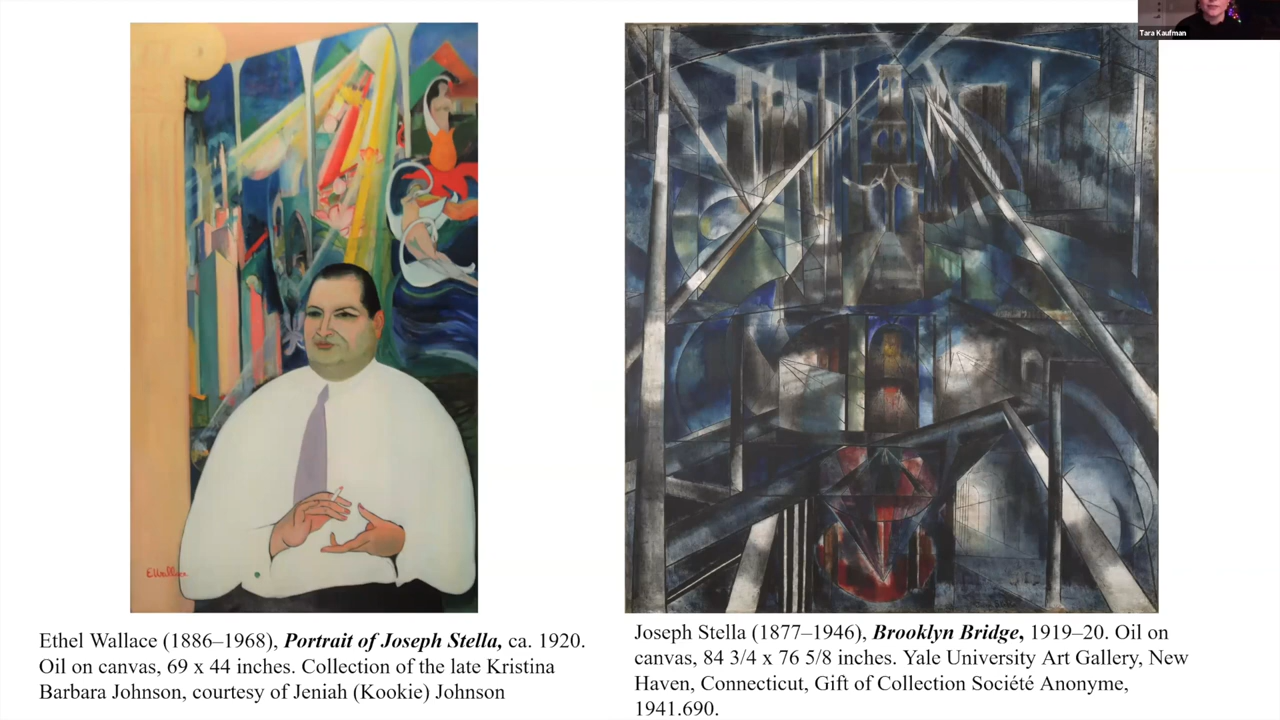 Tara Kaufman
EWallace
Ethel Wallace (1886–1968), Portrait of Joseph Stella, ca. 1920.
Oil on canvas, 69 x 44 inches. Collection of the late Kristina
Barbara Johnson, courtesy of Jeniah (Kookie) Johnson
Joseph Stella (1877–1946), Brooklyn Bridge, 1919–20. Oil on
canvas, 84 3/4 x 76 5/8 inches. Yale University Art Gallery, New
Haven, Connecticut, Gift of Collection Société Anonyme,
1941.690.